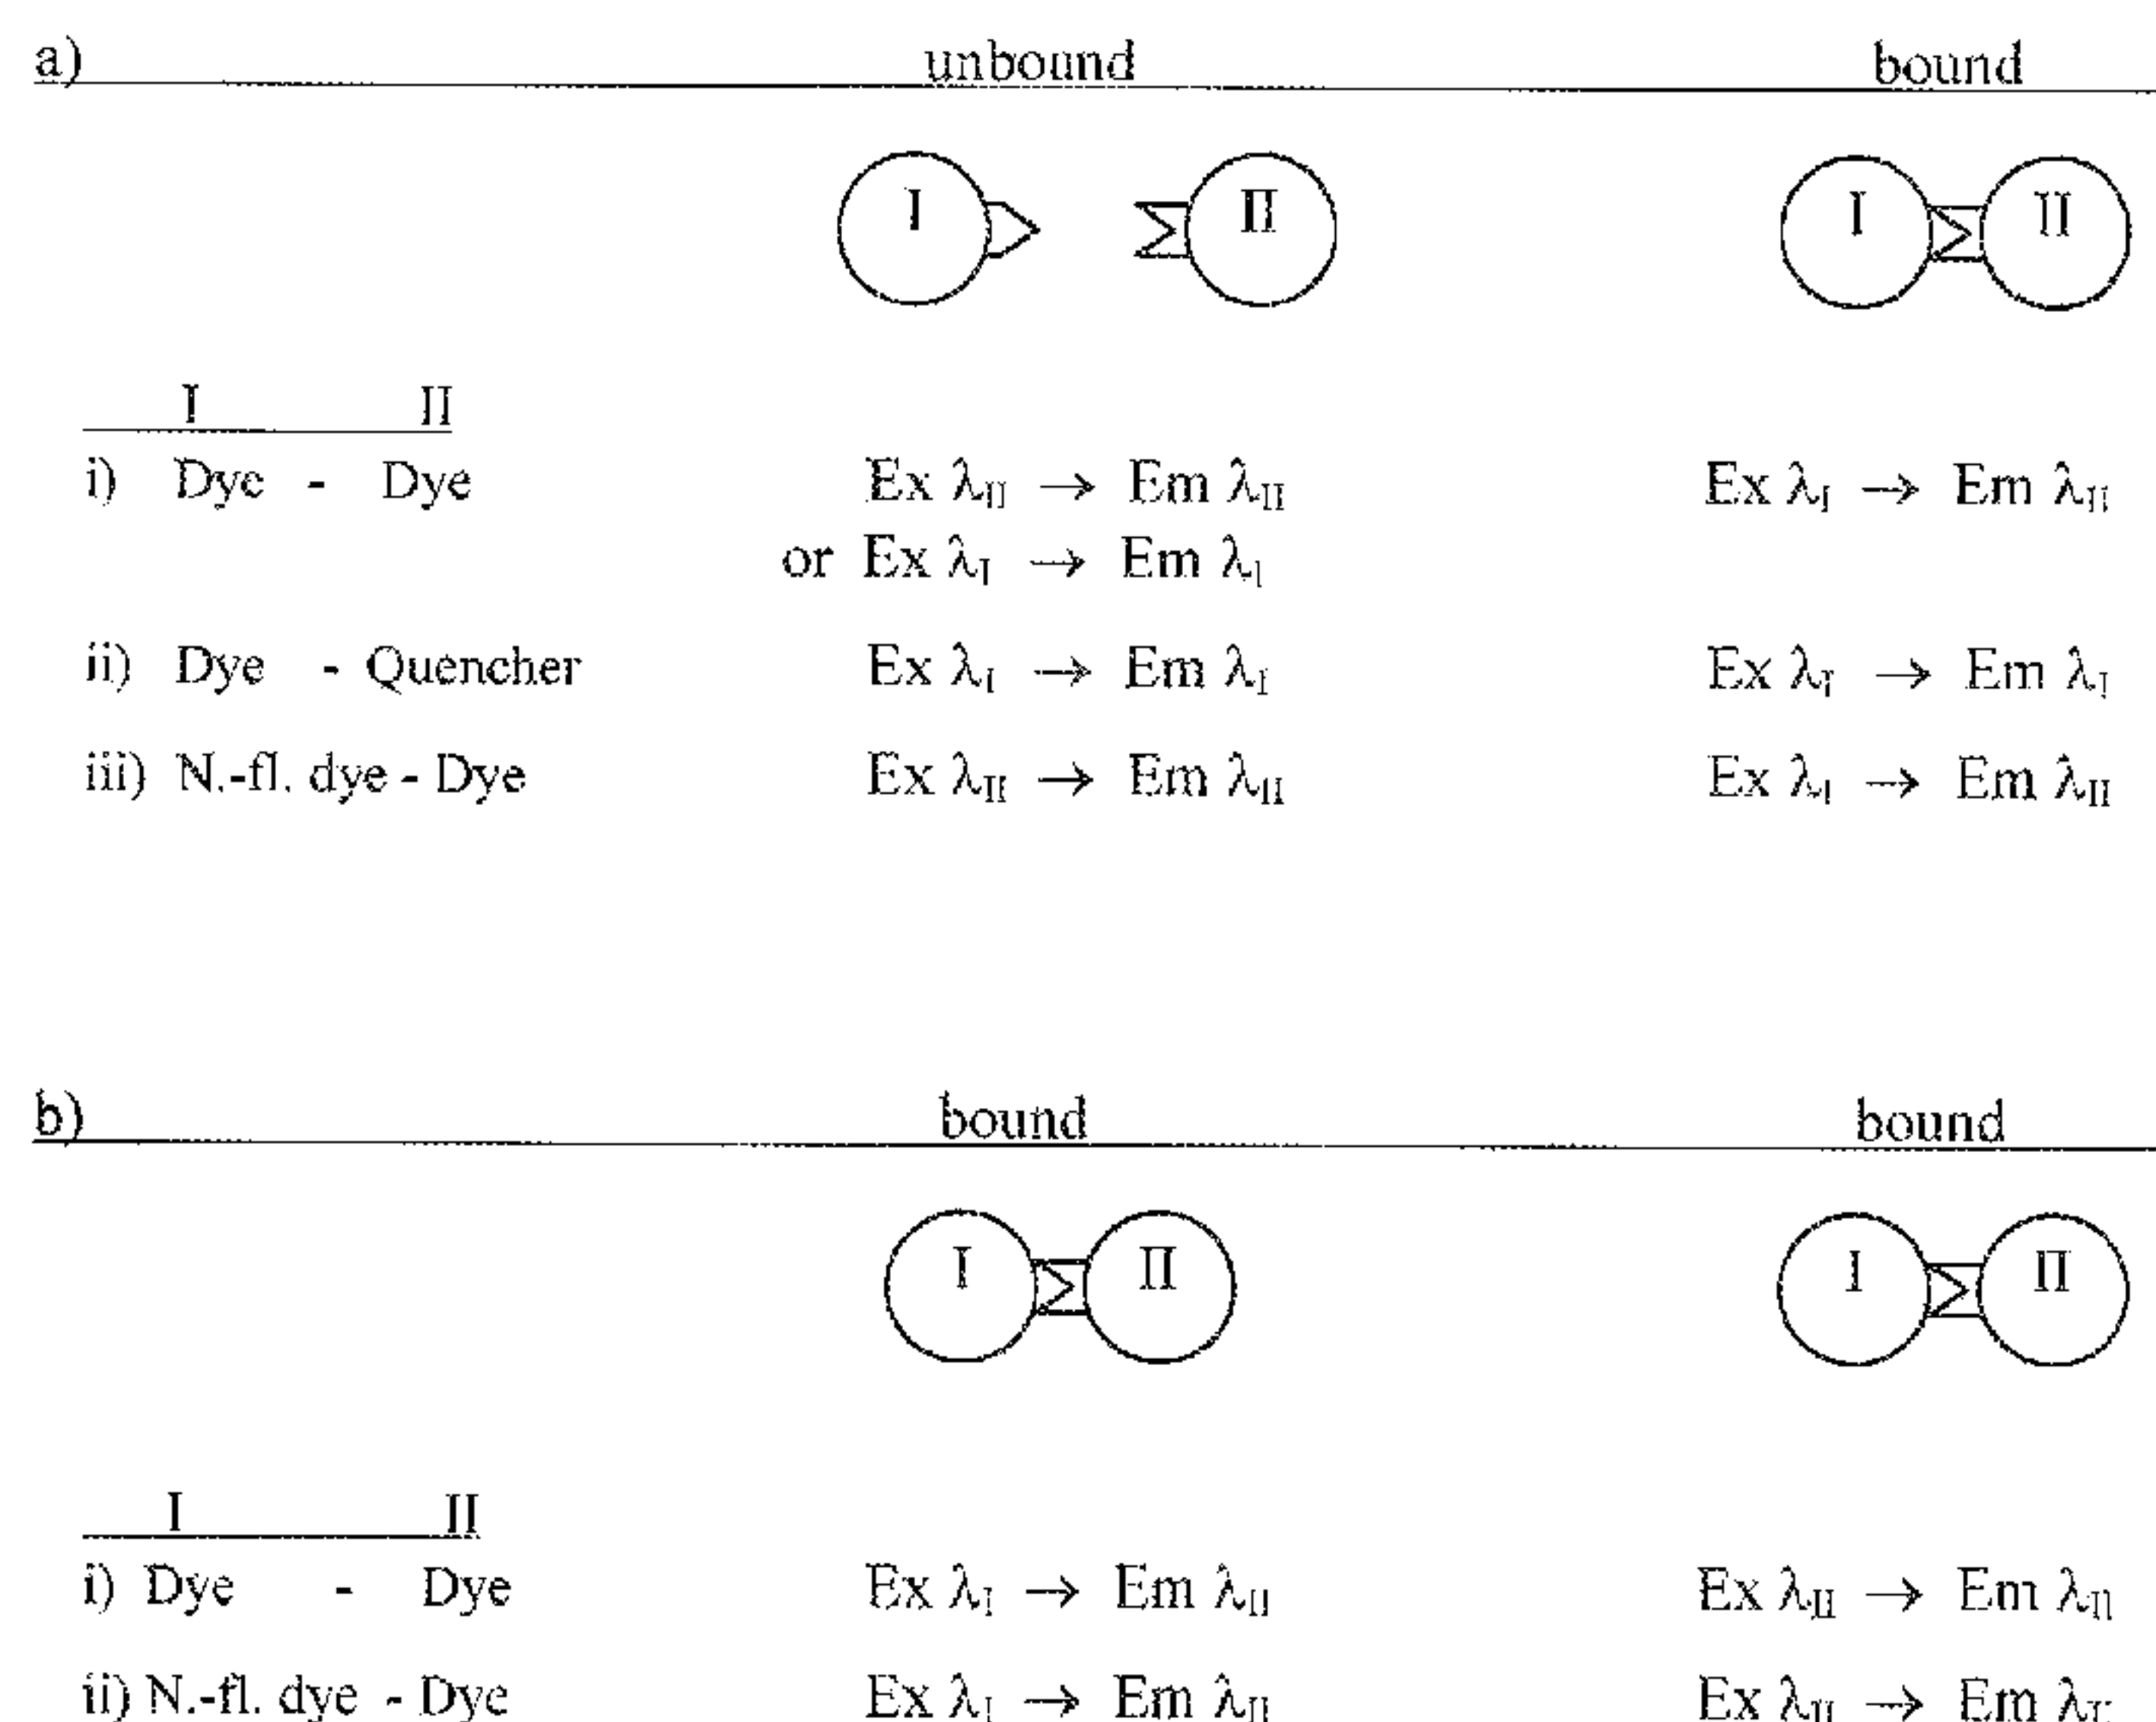 a) unbound bound
I II I II
I II
i) Dye - Dye Ex λII → Em λII Ex λI → Em λII
or Ex λI → Em λI
ii) Dye - Quencher Ex λI → Em λI Ex λI → Em λI
iii) N.-fl. dye - Dye Ex λII → Em λII Ex λI → Em λII
b) bound bound
I II I II
I II
i) Dye - Dye Ex λI → Em λII Ex λII → Em λII
ii) N.-fl. dye - Dye Ex λI → Em λII Ex λII → Em λII